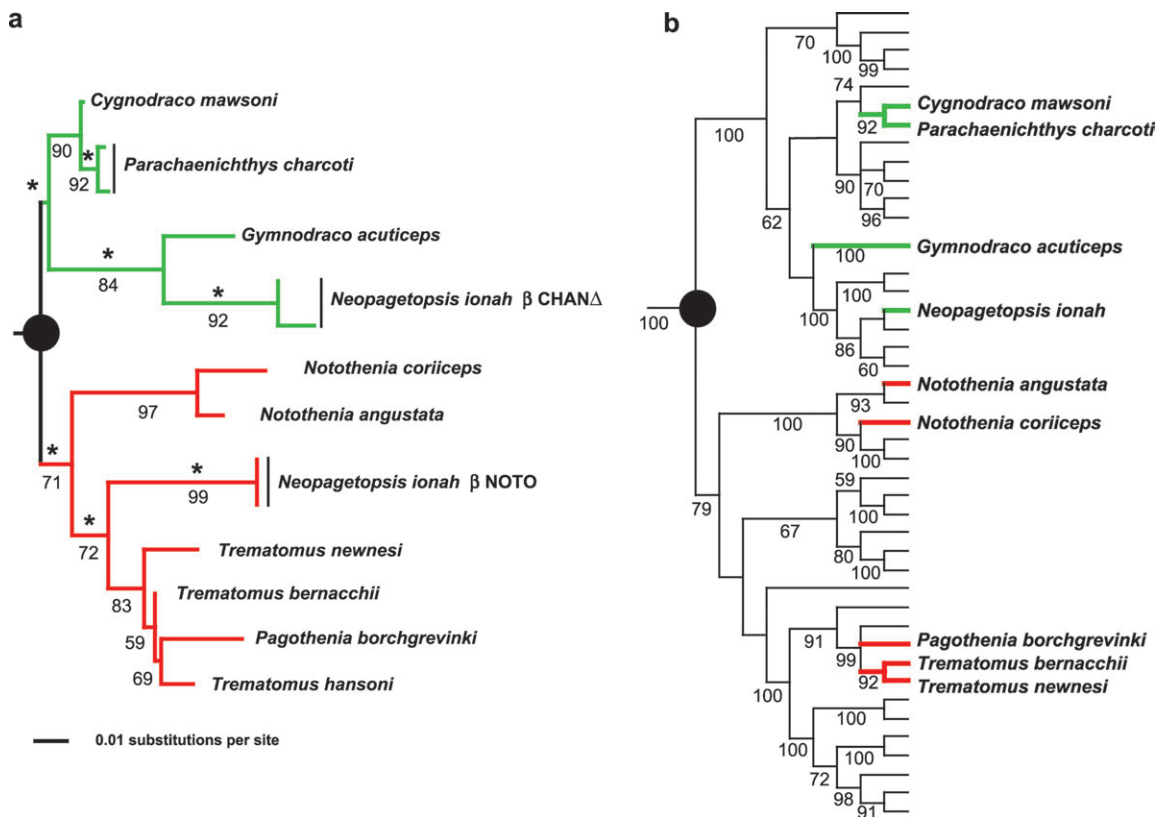 a
Cygnodraco mawsoni
90
*
Parachaenichthys charcoti
92
*
Gymnodraco acuticeps
*
84
*
Neopagetopsis ionah β CHANΔ
92
Notothenia coriiceps
97
Notothenia angustata
*
71
*
Neopagetopsis ionah β NOTO
99
*
72
Trematomus newnesi
83
Trematomus bernacchii
59
Pagothenia borchgrevinki
69
Trematomus hansoni
0.01 substitutions per site
b
70
100
99
74
Cygnodraco mawsoni
92
Parachaenichthys charcoti
100
90
70
96
62
Gymnodraco acuticeps
100
100
Neopagetopsis ionah
100
86
60
100
Notothenia angustata
93
100
Notothenia coriiceps
90
100
59
79
100
67
80
100
91
Pagothenia borchgrevinki
99
Trematomus bernacchii
92
Trematomus newnesi
100
100
100
100
72
98
91